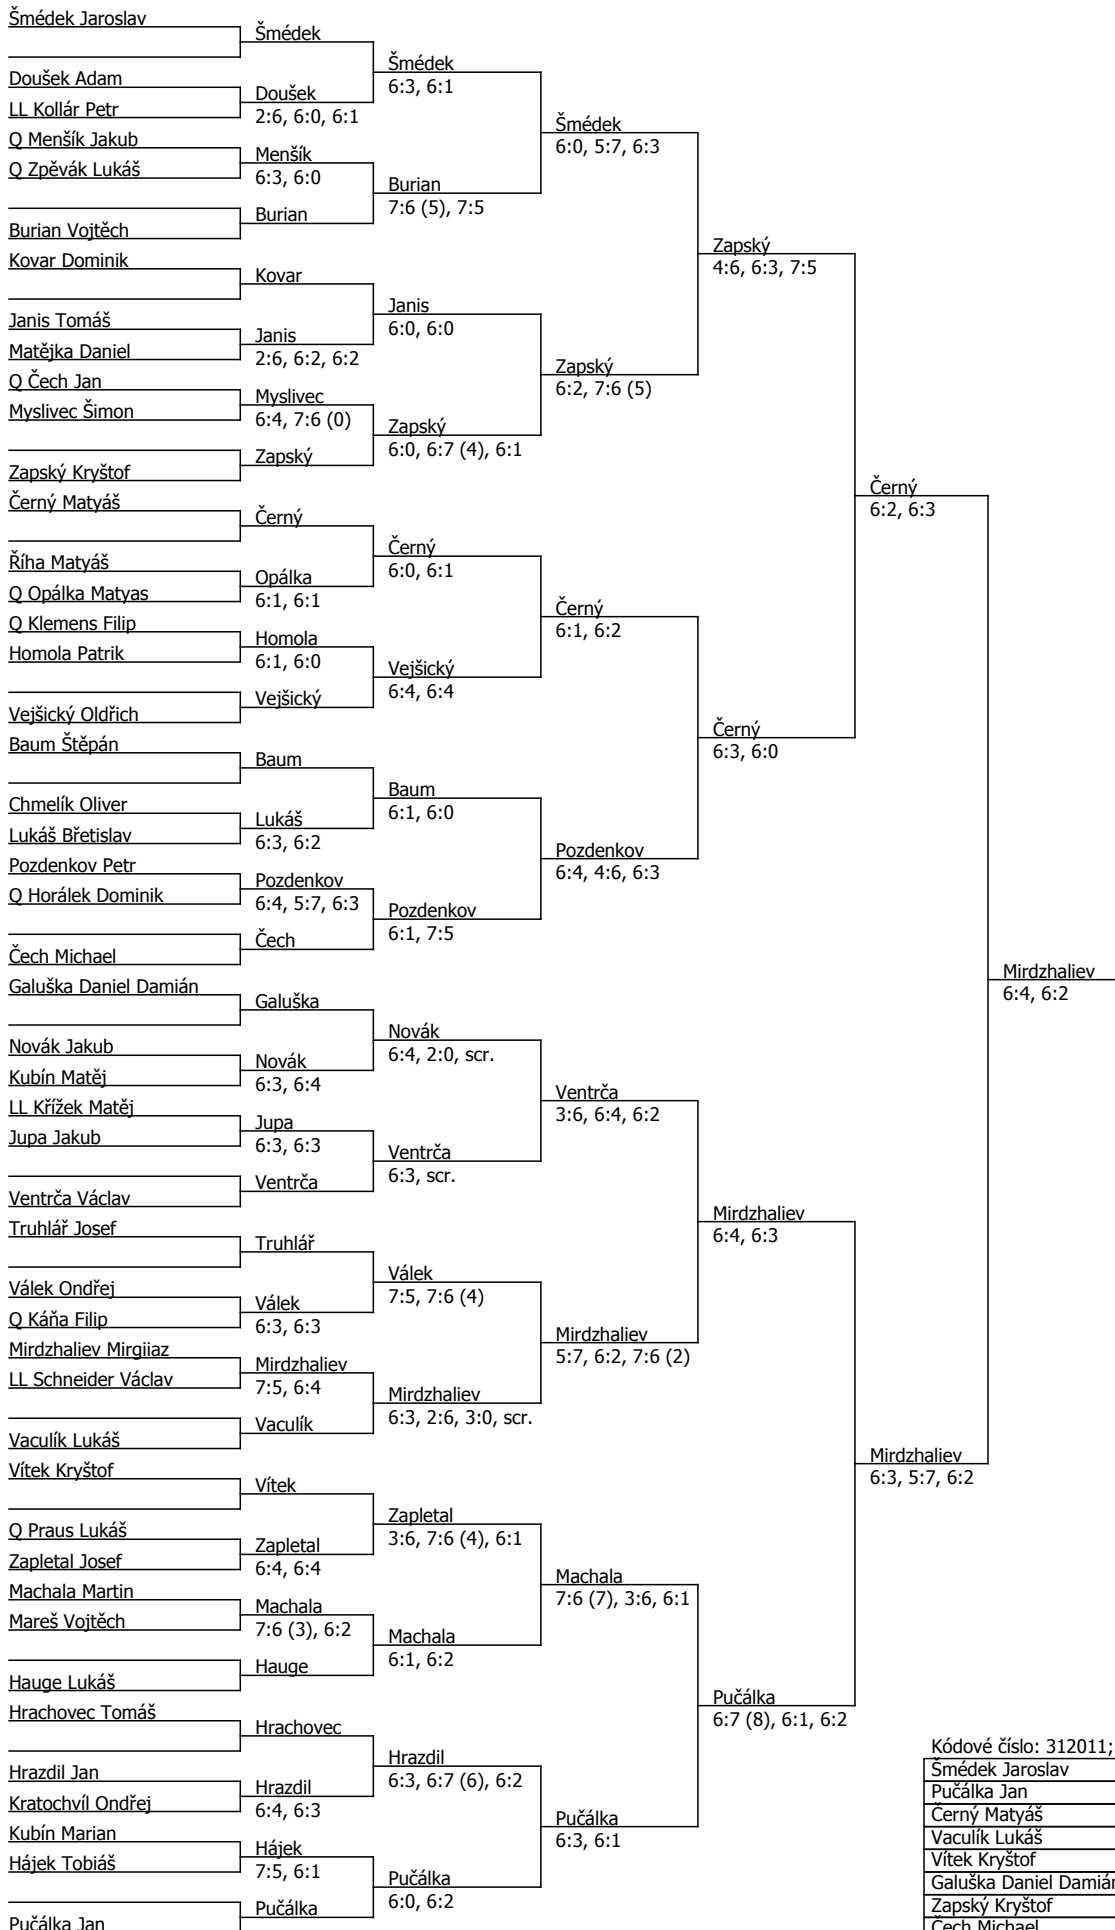 Šmédek Jaroslav
Doušek Adam
LL Kollár Petr
Q Menšík Jakub
Q Zpěvák Lukáš
Burian Vojtěch
Kovar Dominik
Janis Tomáš
Matějka Daniel
Q Čech Jan
Myslivec Šimon
Zapský Kryštof
Černý Matyáš
Říha Matyáš
Q Opálka Matyas
Q Klemens Filip
Homola Patrik
Vejšický Oldřich
Baum Štěpán
Chmelík Oliver
Lukáš Břetislav
Pozdenkov Petr
Q Horálek Dominik
Čech Michael
Galuška Daniel Damián
Novák Jakub
Kubín Matěj
LL Křížek Matěj
Jupa Jakub
Ventrča Václav
Truhlář Josef
Válek Ondřej
Q Káňa Filip
Mirdzhaliev Mirgiiaz
LL Schneider Václav
Vaculík Lukáš
Vítek Kryštof
Q Praus Lukáš
Zapletal Josef
Machala Martin
Mareš Vojtěch
Hauge Lukáš
Hrachovec Tomáš
Hrazdil Jan
Kratochvíl Ondřej
Kubín Marian
Hájek Tobiáš
Pučálka Jan
Šmédek
Doušek
2:6, 6:0, 6:1
Menšík
6:3, 6:0
Burian
Kovar
Janis
2:6, 6:2, 6:2
Myslivec
6:4, 7:6 (0)
Zapský
Černý
Opálka
6:1, 6:1
Homola
6:1, 6:0
Vejšický
Baum
Lukáš
6:3, 6:2
Pozdenkov
6:4, 5:7, 6:3
Čech
Galuška
Novák
6:3, 6:4
Jupa
6:3, 6:3
Ventrča
Truhlář
Válek
6:3, 6:3
Mirdzhaliev
7:5, 6:4
Vaculík
Vítek
Zapletal
6:4, 6:4
Machala
7:6 (3), 6:2
Hauge
Hrachovec
Hrazdil
6:4, 6:3
Hájek
7:5, 6:1
Pučálka
Šmédek
6:3, 6:1
Burian
7:6 (5), 7:5
Janis
6:0, 6:0
Zapský
6:0, 6:7 (4), 6:1
Černý
6:0, 6:1
Vejšický
6:4, 6:4
Baum
6:1, 6:0
Pozdenkov
6:1, 7:5
Novák
6:4, 2:0, scr.
Ventrča
6:3, scr.
Válek
7:5, 7:6 (4)
Mirdzhaliev
6:3, 2:6, 3:0, scr.
Zapletal
3:6, 7:6 (4), 6:1
Machala
6:1, 6:2
Hrazdil
6:3, 6:7 (6), 6:2
Pučálka
6:0, 6:2
Šmédek
6:0, 5:7, 6:3
Zapský
6:2, 7:6 (5)
Černý
6:1, 6:2
Pozdenkov
6:4, 4:6, 6:3
Ventrča
3:6, 6:4, 6:2
Mirdzhaliev
5:7, 6:2, 7:6 (2)
Machala
7:6 (7), 3:6, 6:1
Pučálka
6:3, 6:1
Zapský
4:6, 6:3, 7:5
Černý
6:3, 6:0
Mirdzhaliev
6:4, 6:3
Pučálka
6:7 (8), 6:1, 6:2
Černý
6:2, 6:3
Mirdzhaliev
6:3, 5:7, 6:2
Mirdzhaliev
6:4, 6:2
Kódové číslo: 312011;
Šmédek Jaroslav
Pučálka Jan
Černý Matyáš
Vaculík Lukáš
Vítek Kryštof
Galuška Daniel Damián
Zapský Kryštof
Čech Michael